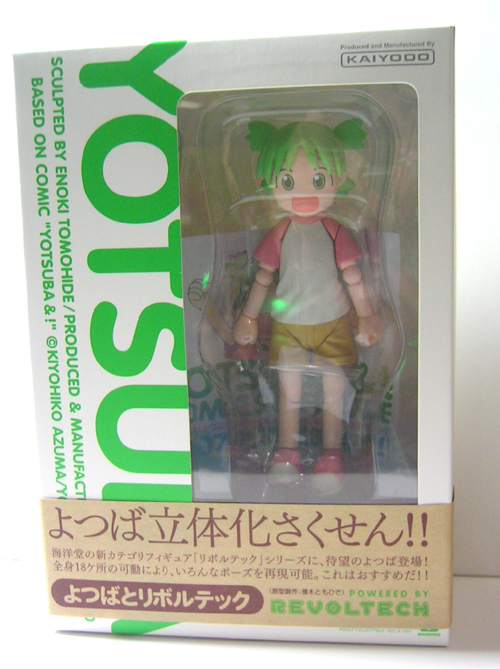 Produced and Manufactured By
KAIYODO
YOTSUBA
SCULPTED BY ENOKI TOMOHIDE/PRODUCED & MANUFACT
BASED ON COMIC "YOTSUBA&!" ©KIYOHIKO AZUMA/YO
よつば立体化さくせん!!
海洋堂の新カテゴリフィギュア「リボルテック」シリーズに、待望のよつば登場!
全身18ケ所の可動により、いろんなポーズを再現可能。これはおすすめだ!!
よつばとリボルテック
(原型製作:榎木ともひで) POWERED BY
REVOLTECH